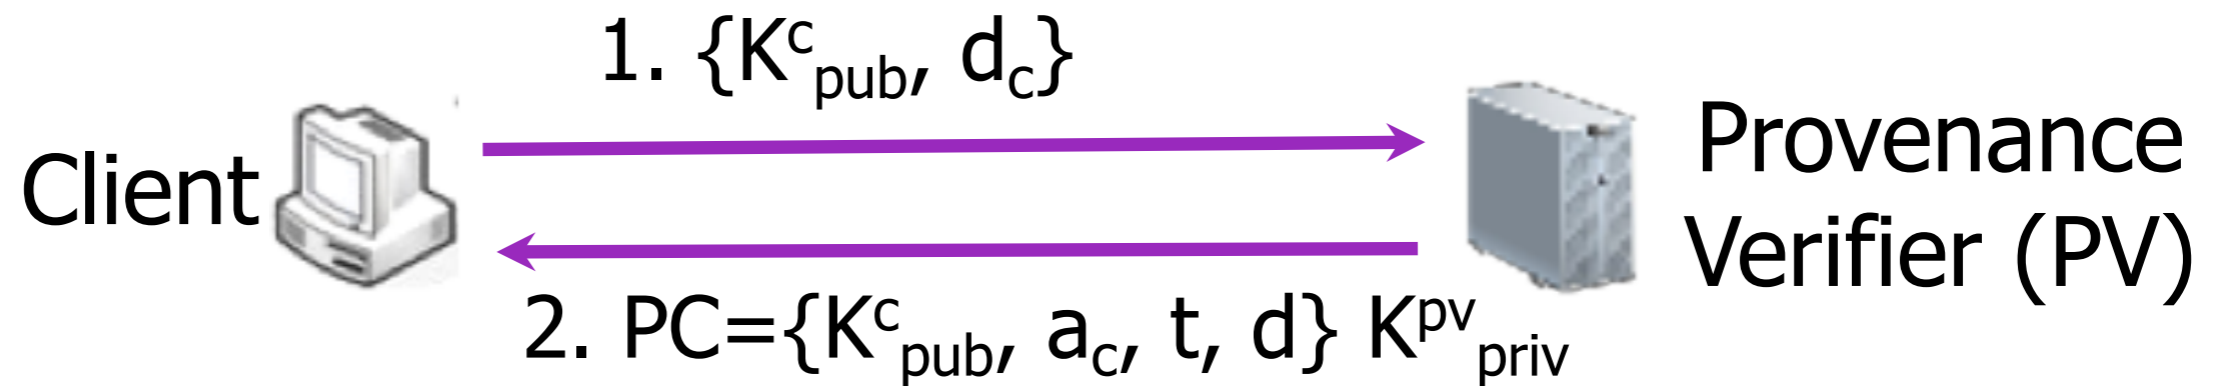 1. {K^c_pub, d_c}
Client
Provenance
Verifier (PV)
2. PC={K^c_pub, a_c, t, d} K^pv_priv